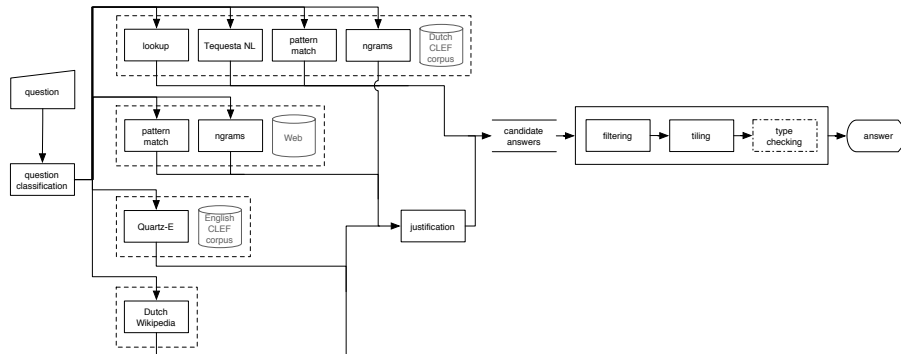 lookup
Tequesta NL
pattern
match
ngrams
Dutch
CLEF
corpus
question
pattern
match
ngrams
Web
candidate
answers
filtering
tiling
type
checking
answer
question
classification
Quartz-E
English
CLEF
corpus
justification
Dutch
Wikipedia